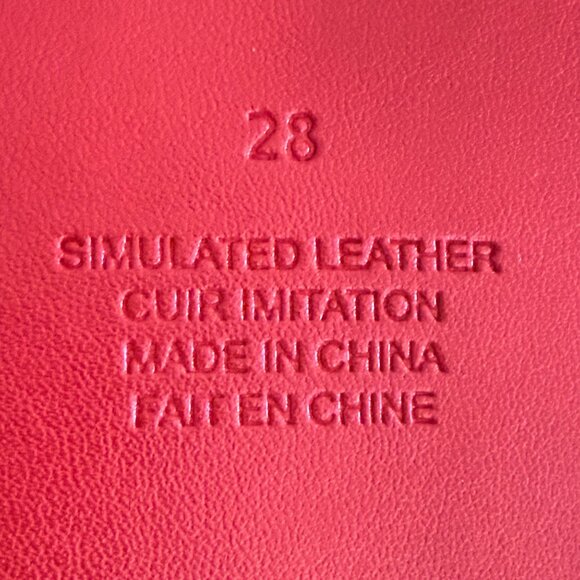 28
SIMULATED LEATHER
CUIR IMITATION
MADE IN CHINA
FAIT EN CHINE